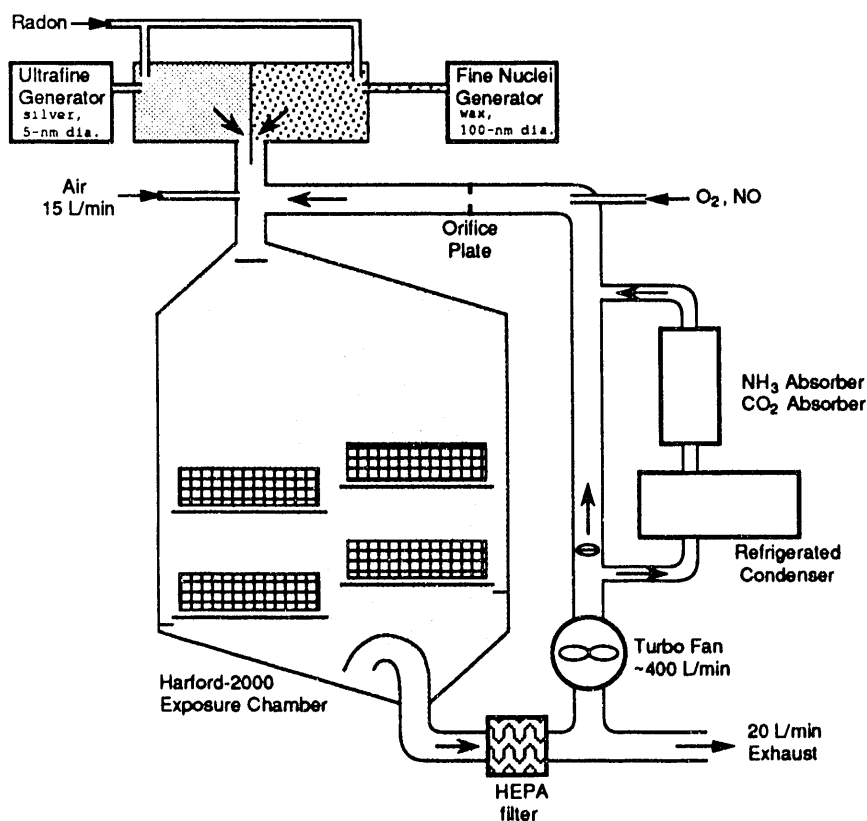 Radon
Ultrafine
Generator
silver,
5-nm dia.
Fine Nuclei
Generator
wax,
100-nm dia.
Air
15 L/min
O₂, NO
Orifice
Plate
NH₃ Absorber
CO₂ Absorber
Refrigerated
Condenser
Turbo Fan
~400 L/min
Harford-2000
Exposure Chamber
20 L/min
Exhaust
HEPA
filter